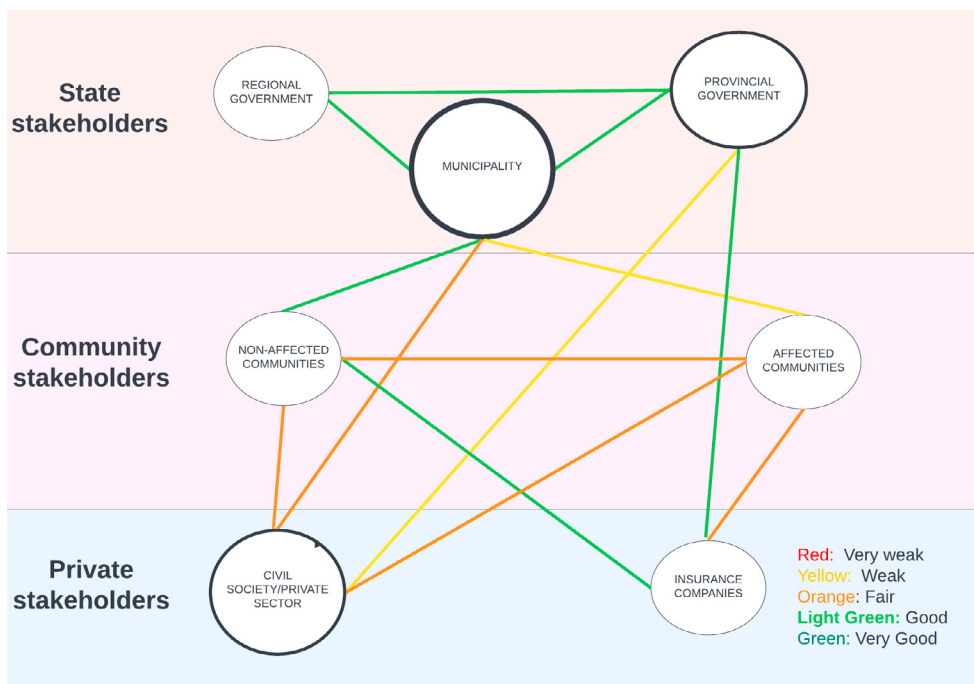 State
stakeholders
REGIONAL
GOVERNMENT
PROVINCIAL
GOVERNMENT
MUNICIPALITY
Community
stakeholders
NON-AFFECTED
COMMUNITIES
AFFECTED
COMMUNITIES
Private
stakeholders
CIVIL
SOCIETY/PRIVATE
SECTOR
INSURANCE
COMPANIES
Red: Very weak
Yellow: Weak
Orange: Fair
Light Green: Good
Green: Very Good